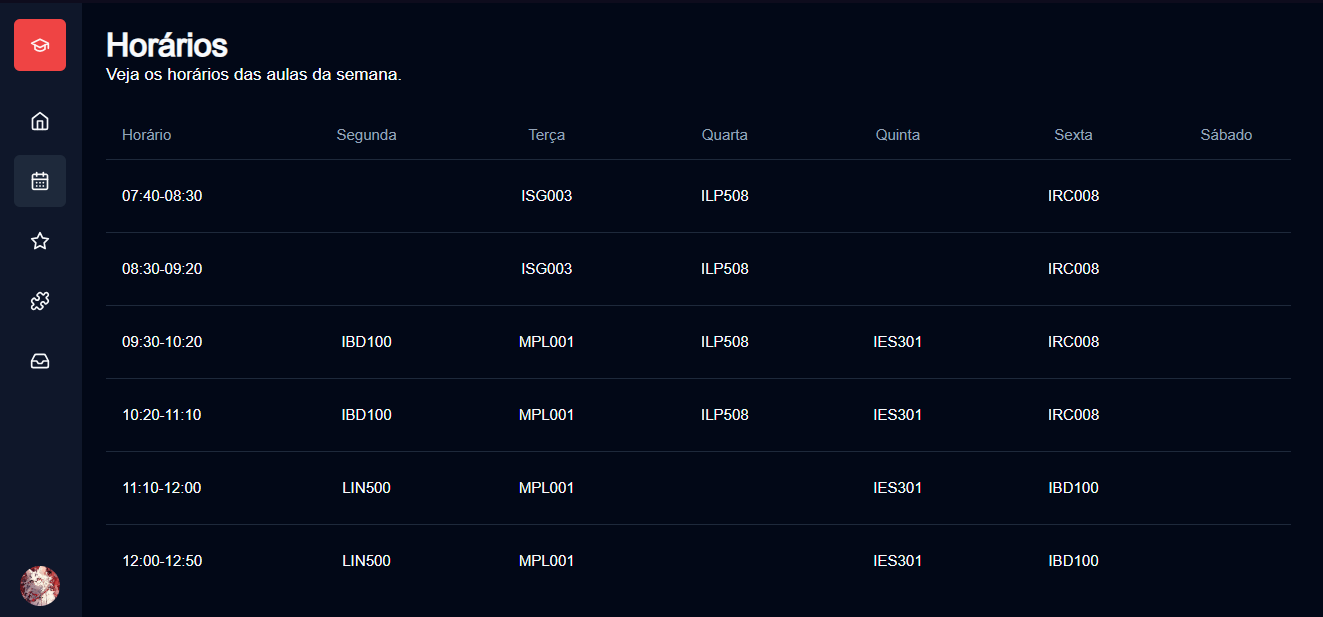 Horários
Veja os horários das aulas da semana.
Horário Segunda Terça Quarta Quinta Sexta Sábado
07:40-08:30 ISG003 ILP508 IRC008
08:30-09:20 ISG003 ILP508 IRC008
09:30-10:20 IBD100 MPL001 ILP508 IES301 IRC008
10:20-11:10 IBD100 MPL001 ILP508 IES301 IRC008
11:10-12:00 LIN500 MPL001 IES301 IBD100
12:00-12:50 LIN500 MPL001 IES301 IBD100